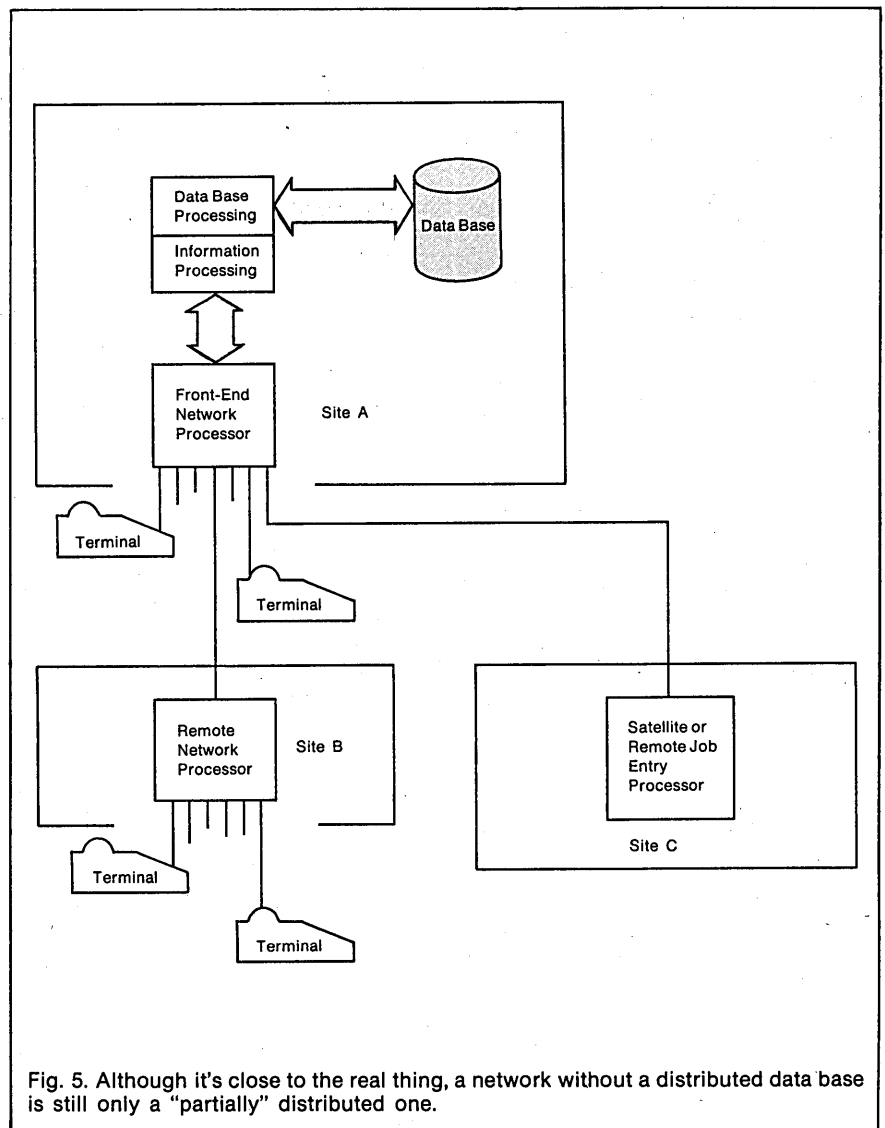 Data Base
Processing
Data Base
Information
Processing
Front-End
Network
Processor
Site A
Terminal
Terminal
Remote
Network
Processor
Site B
Satellite or
Remote Job
Entry
Processor
Site C
Terminal
Terminal
Fig. 5. Although it's close to the real thing, a network without a distributed data base
is still only a “partially” distributed one.